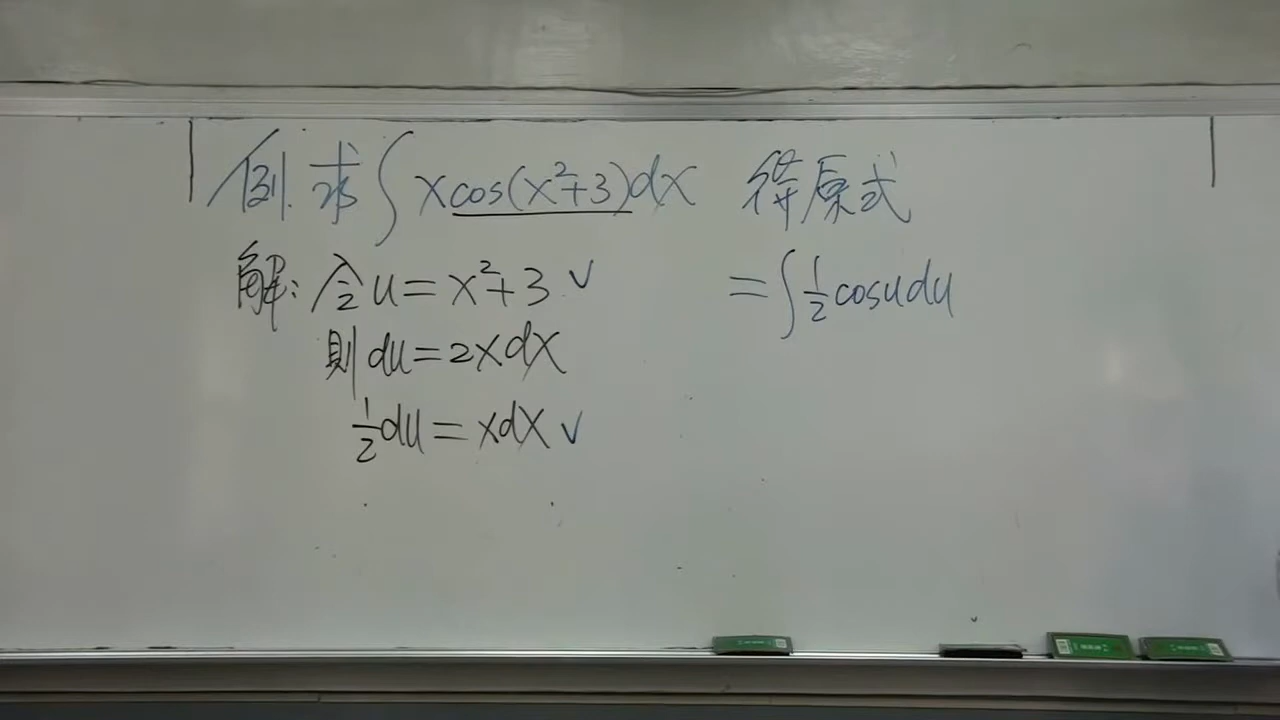 例. 求∫xcos(x²+3)dx
解: 令u=x²+3 ✓
則du=2xdx
½du=xdx ✓
得原式
=∫½cosudu